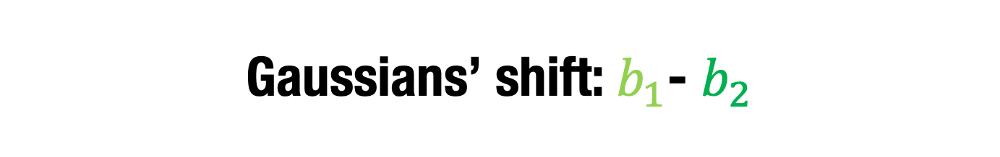 Gaussians’ shift: b₁ - b₂